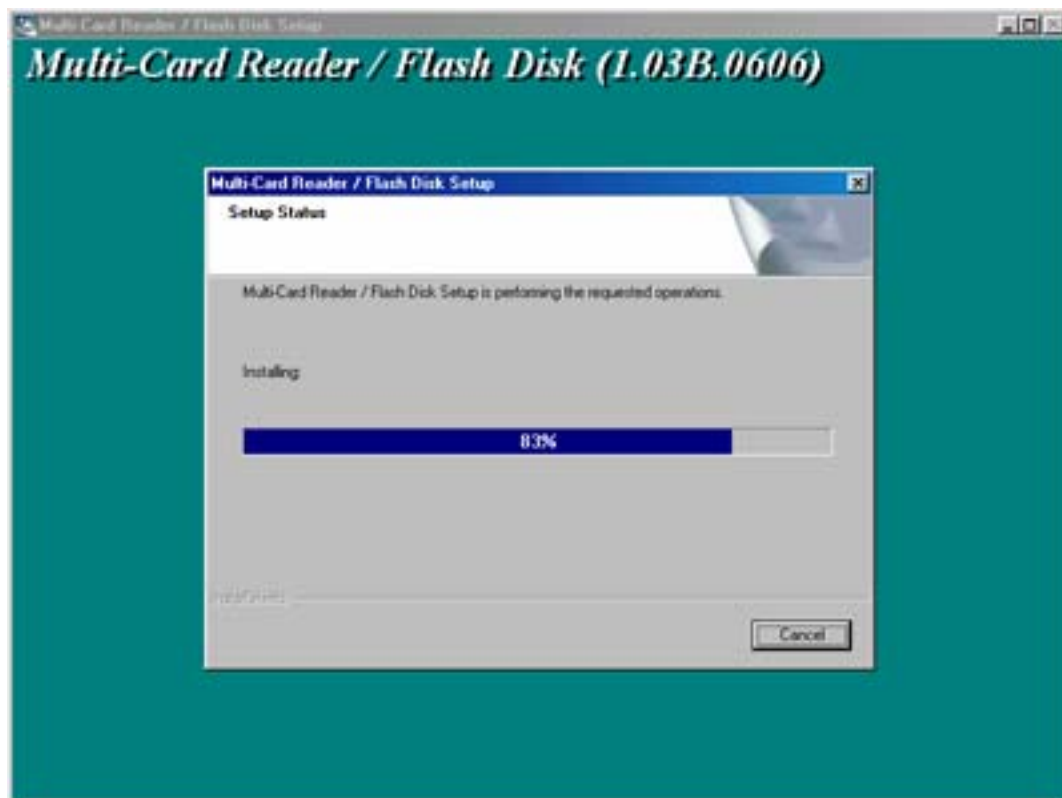 Multi-Card Reader / Flash Disk Setup
Multi-Card Reader / Flash Disk (1.03B.0606)
Multi-Card Reader / Flash Disk Setup
Setup Status
Multi-Card Reader / Flash Disk Setup is performing the requested operations.
Installing:
83%
Cancel